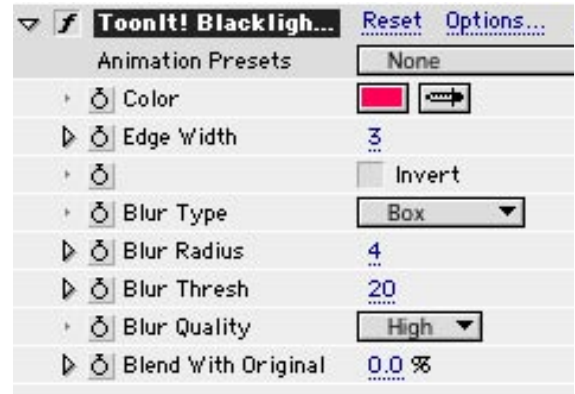 ToonIt! Blackligh... Reset Options...
Animation Presets None
Color
Edge Width 3
Invert
Blur Type Box
Blur Radius 4
Blur Thresh 20
Blur Quality High
Blend With Original 0.0 %